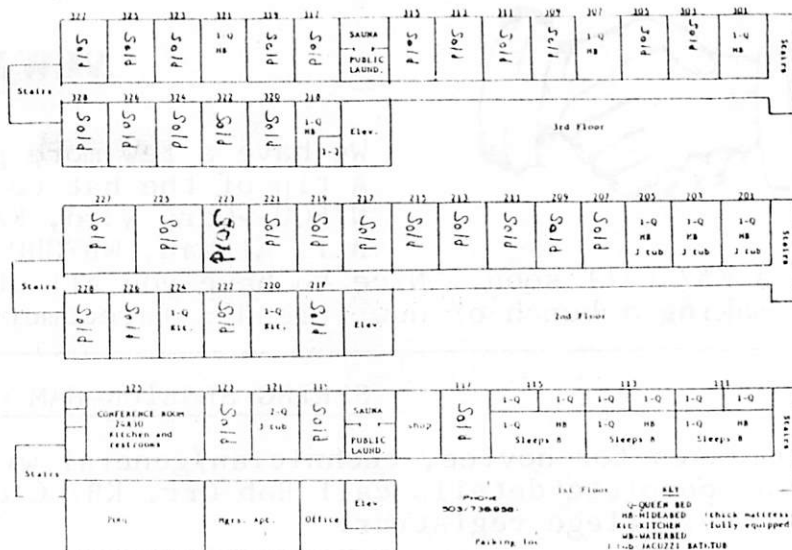 327 325 323 321 319 317 315 313 311 309 307 305 303 301
Sold Sold Sold 1-Q HB Sold Sold SAUNA PUBLIC LAUND. Sold Sold Sold Sold 1-Q HB Sold Sold 1-Q HB
Stairs Stairs
328 326 324 322 320 318
Sold Sold Sold Sold Sold 1-Q HB Elev. 3rd Floor
227 225 223 221 219 217 215 213 211 209 207 205 203 201
Sold Sold Sold Sold Sold Sold Sold Sold Sold Sold Sold 1-Q HB J tub 1-Q HB J tub 1-Q HB J tub
Stairs Stairs
228 226 224 222 220
Sold Sold 1-Q Kit. Sold 1-Q Kit. Sold Elev. 2nd Floor
125 123 121 117 115 113 111
CONFERENCE ROOM Kitchen and restrooms Sold 2-Q J tub Sold SAUNA PUBLIC LAUND. Shop Sold
1-Q 1-Q 1-Q 1-Q 1-Q 1-Q
1-Q HB 1-Q HB 1-Q HB
Sleeps 8 Sleeps 8 Sleeps 8
Stairs
Mgrs. Apt. Office Elev
Phone
Floor
KEY
Q-QUEEN BED
HB-HIDEABED (thick mattress)
KIT-KITCHEN (fully equipped)
WB-WATERBED
J tub JACUZZI BATHTUB
Parking lot